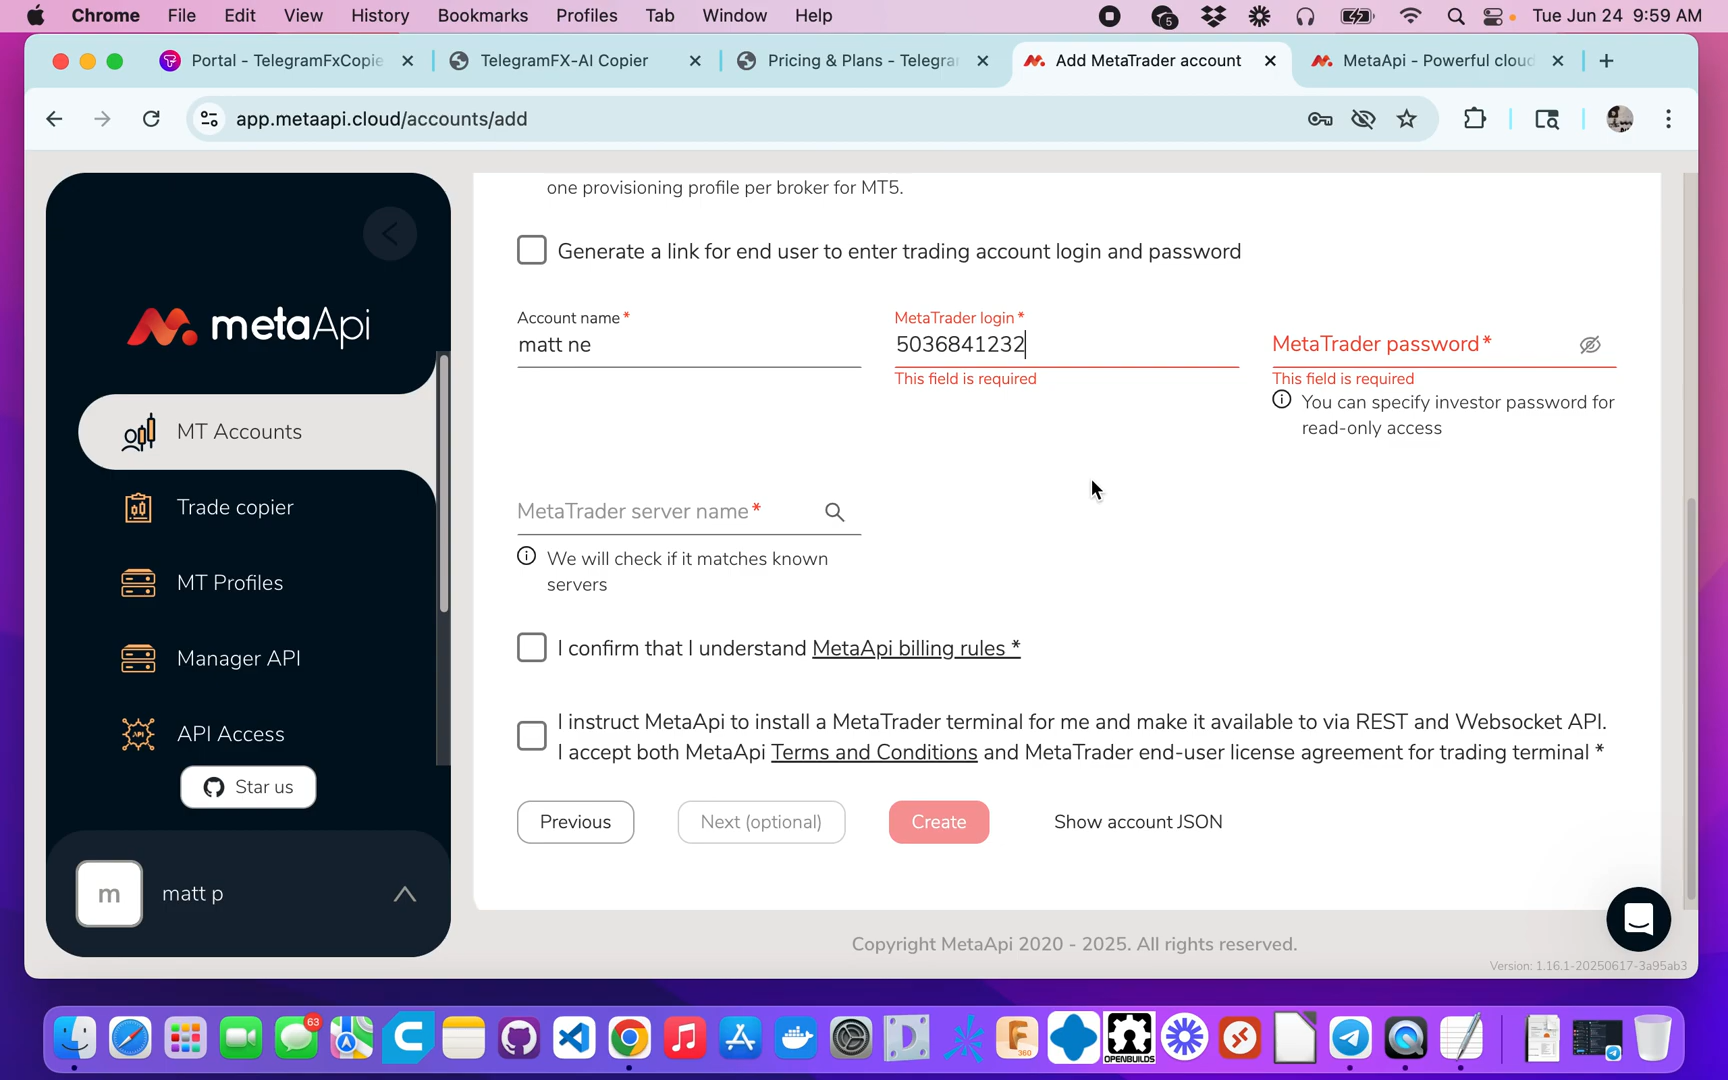 Chrome File Edit View History Bookmarks Profiles Tab Window Help 5 Tue Jun 24 9:59 AM
Portal - TelegramFxCopie TelegramFX-AI Copier Pricing & Plans - Telegra Add MetaTrader account MetaApi - Powerful clou
app.metaapi.cloud/accounts/add
metaApi
MT Accounts
Trade copier
MT Profiles
Manager API
API Access
Star us
m matt p
one provisioning profile per broker for MT5.
Generate a link for end user to enter trading account login and password
Account name* MetaTrader login*
matt ne 5036841232 MetaTrader password*
This field is required This field is required
You can specify investor password for
read-only access
MetaTrader server name*
We will check if it matches known
servers
I confirm that I understand MetaApi billing rules *
I instruct MetaApi to install a MetaTrader terminal for me and make it available to via REST and Websocket API.
I accept both MetaApi Terms and Conditions and MetaTrader end-user license agreement for trading terminal *
Previous Next (optional) Create Show account JSON
Copyright MetaApi 2020 - 2025. All rights reserved.
Version: 1.16.1-20250617-3a95ab3
63
360
OPENBUILDS